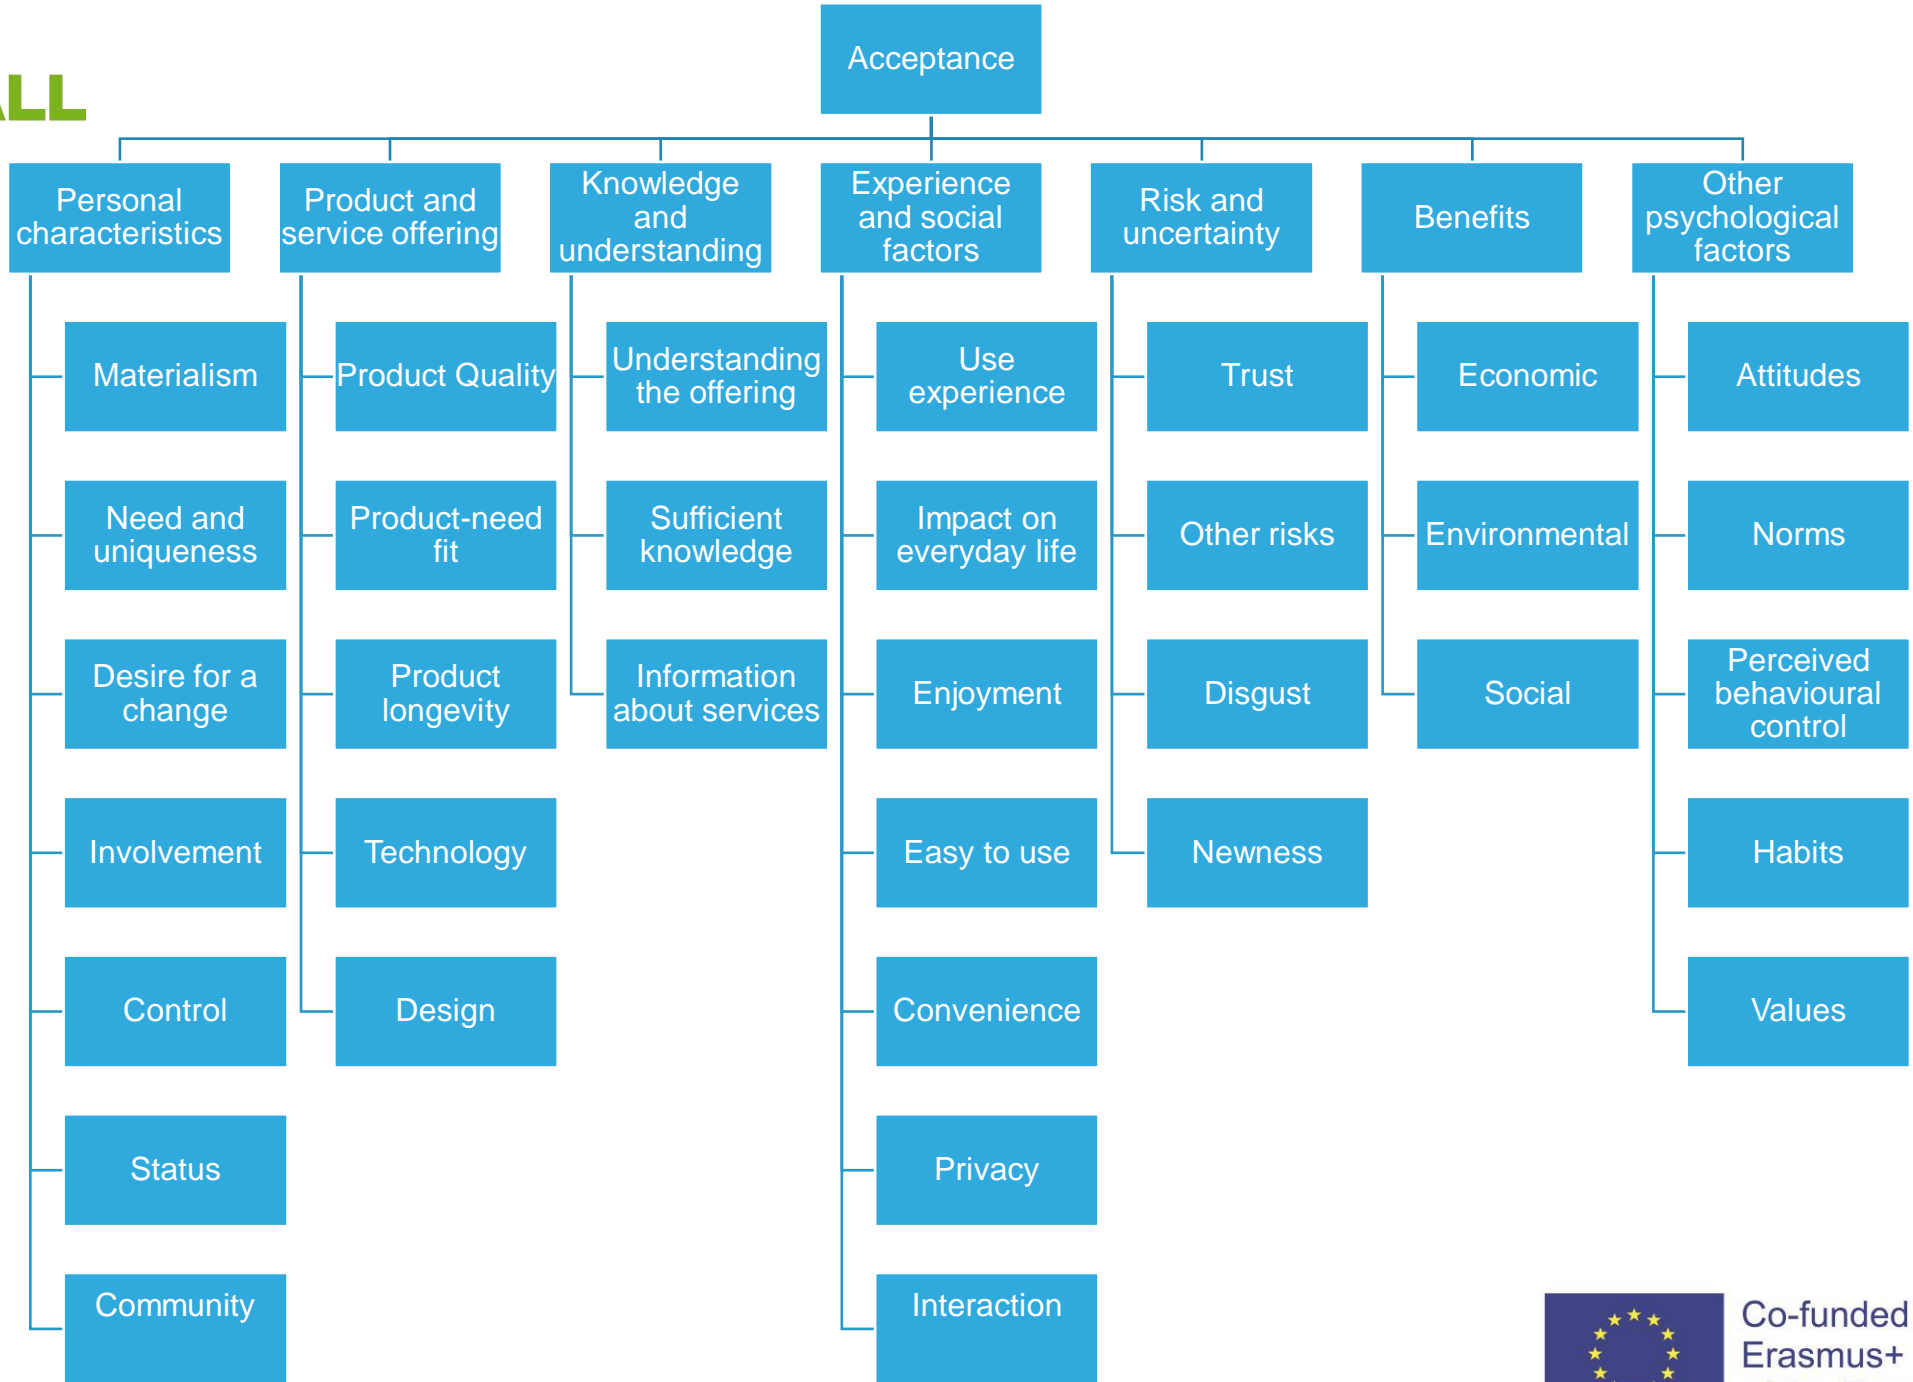 ALL
Acceptance
Personal
characteristics
Product and
service offering
Knowledge
and
understanding
Experience
and social
factors
Risk and
uncertainty
Benefits
Other
psychological
factors
Materialism
Need and
uniqueness
Desire for a
change
Involvement
Control
Status
Community
Product Quality
Product-need
fit
Product
longevity
Technology
Design
Understanding
the offering
Sufficient
knowledge
Information
about services
Use
experience
Impact on
everyday life
Enjoyment
Easy to use
Convenience
Privacy
Interaction
Trust
Other risks
Disgust
Newness
Economic
Environmental
Social
Attitudes
Norms
Perceived
behavioural
control
Habits
Values
Co-funded
Erasmus+